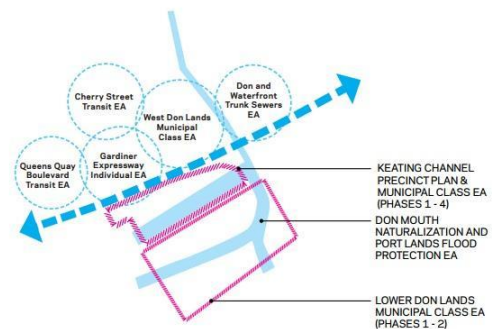 Cherry Street
Transit EA
Don and
Waterfront
Trunk Sewers
EA
West Don Lands
Municipal
Class EA
Queens Quay
Boulevard
Transit EA
Gardiner
Expressway
Individual EA
KEATING CHANNEL
PRECINCT PLAN &
MUNICIPAL CLASS EA
(PHASES 1 - 4)
DON MOUTH
NATURALIZATION AND
PORT LANDS FLOOD
PROTECTION EA
LOWER DON LANDS
MUNICIPAL CLASS EA
(PHASES 1 - 2)